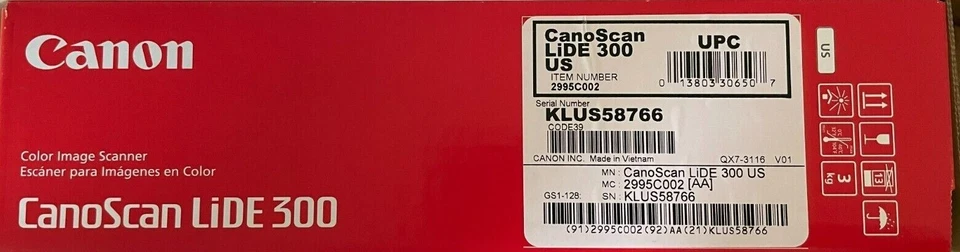 Canon
Color Image Scanner
Escáner para Imágenes en Color
CanoScan LiDE 300
CanoScan
LiDE 300
US
ITEM NUMBER
2995C002
UPC
0 13803 30650 7
Serial Number
KLUS58766
CODE39
CANON INC. Made in Vietnam QX7-3116 V01
MN : CanoScan LiDE 300 US
MC : 2995C002 [AA]
GS1-128: SN : KLUS58766
(91)2995C002(92)AA(21)KLUS58766
US
13
3
kg